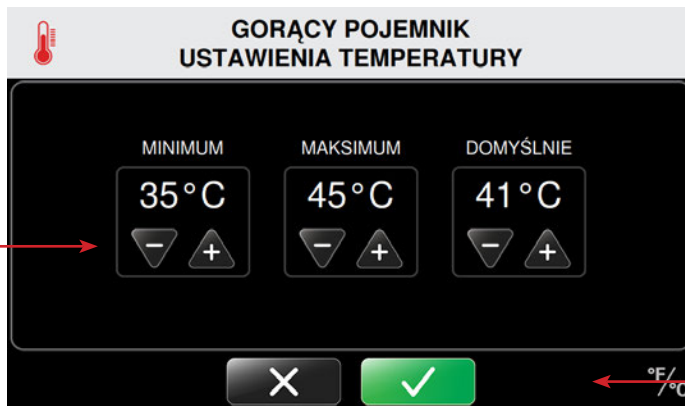 GORĄCY POJEMNIK
USTAWIENIA TEMPERATURY
MINIMUM MAKSIMUM DOMYŚLNIE
35°C 45°C 41°C
- + - + - +
°F/°C